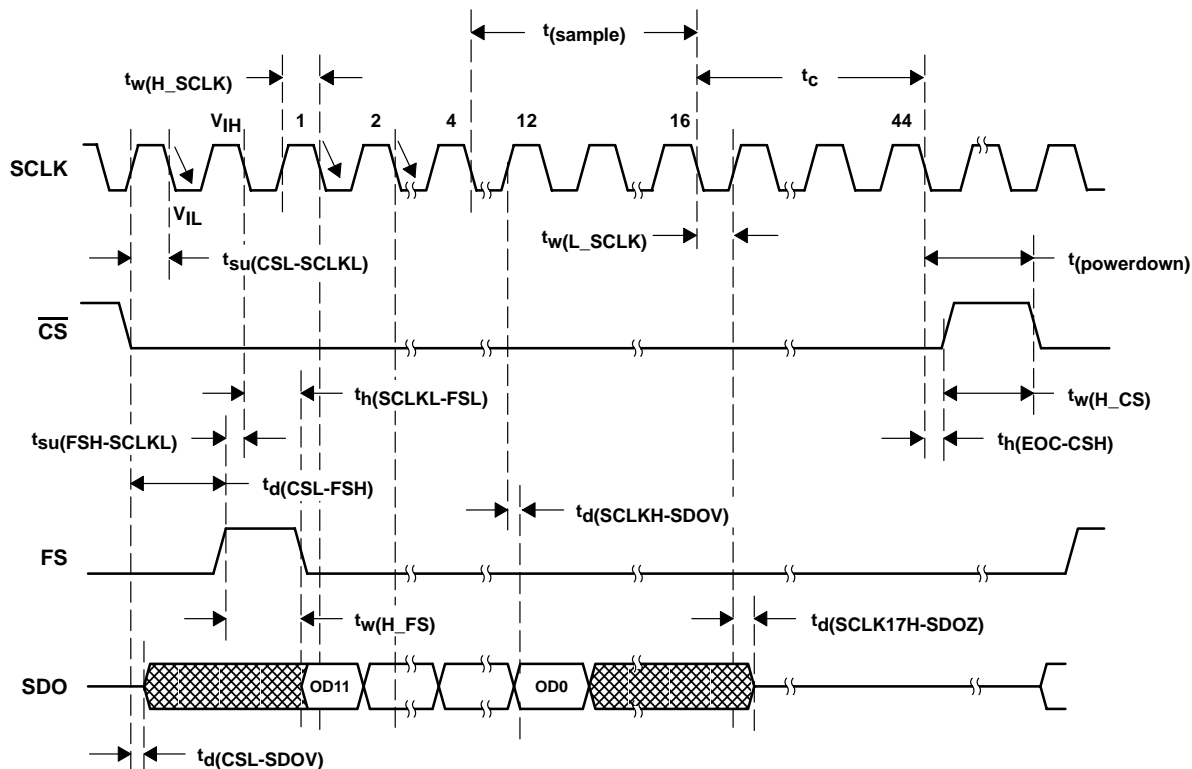 t(sample)
tw(H_SCLK)
tc
VIH
1
2
4
12
16
44
SCLK
VIL
tw(L_SCLK)
tsu(CSL-SCLKL)
t(powerdown)
CS
th(SCLKL-FSL)
tw(H_CS)
tsu(FSH-SCLKL)
th(EOC-CSH)
td(CSL-FSH)
td(SCLKH-SDOV)
FS
tw(H_FS)
td(SCLK17H-SDOZ)
SDO
OD11
OD0
td(CSL-SDOV)